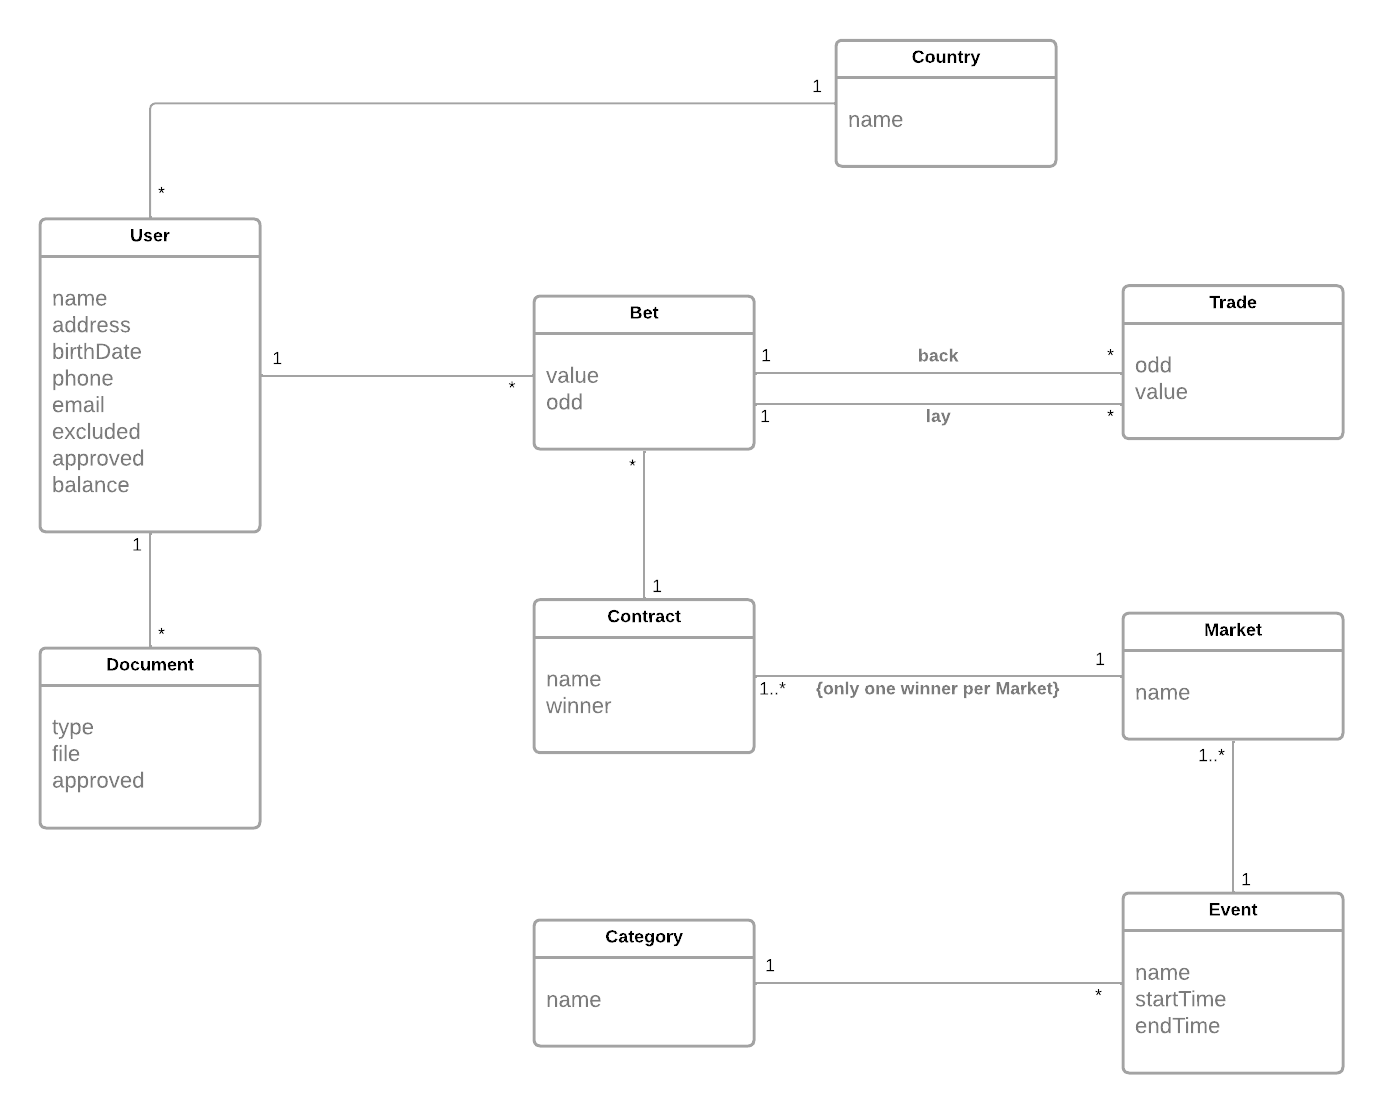 Country
1
name
*
User
name
address
birthDate
phone
email
excluded
approved
balance
1
*
Bet
value
odd
1
back
*
1
lay
*
Trade
odd
value
1
*
Document
type
file
approved
*
1
Contract
name
winner
1..*
{only one winner per Market}
1
Market
name
1..*
1
Category
name
1
*
Event
name
startTime
endTime